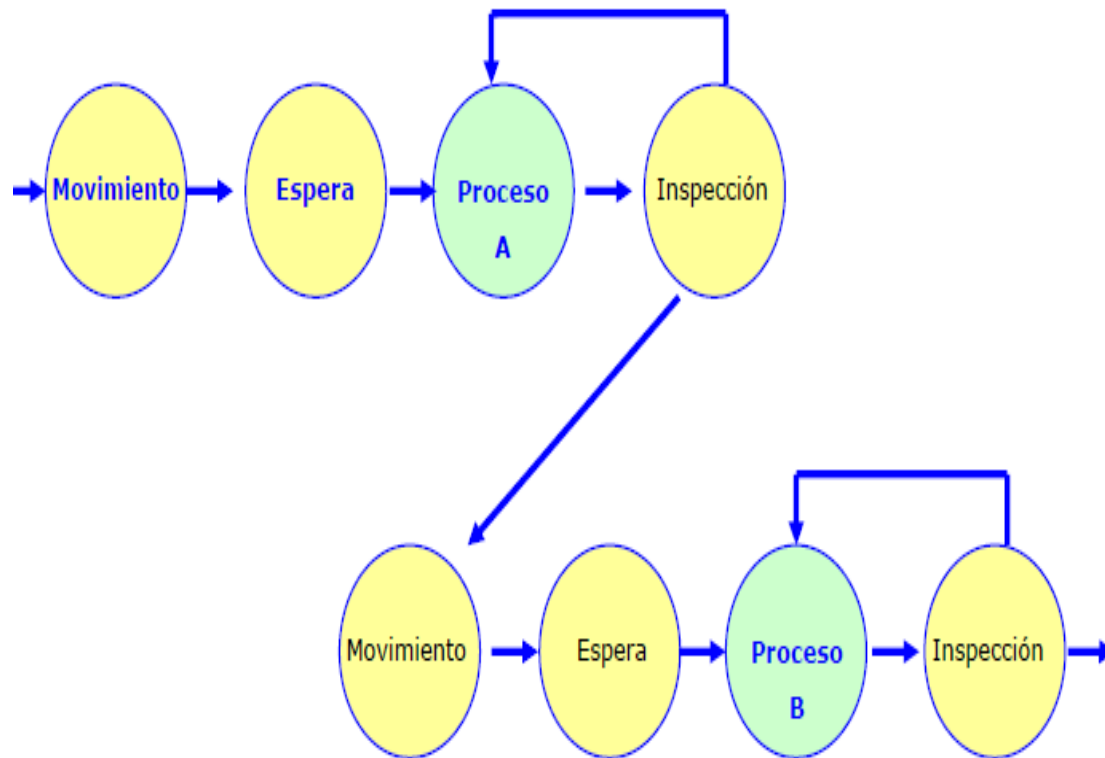 Movimiento
Espera
Proceso
A
Inspección
Movimiento
Espera
Proceso
B
Inspección